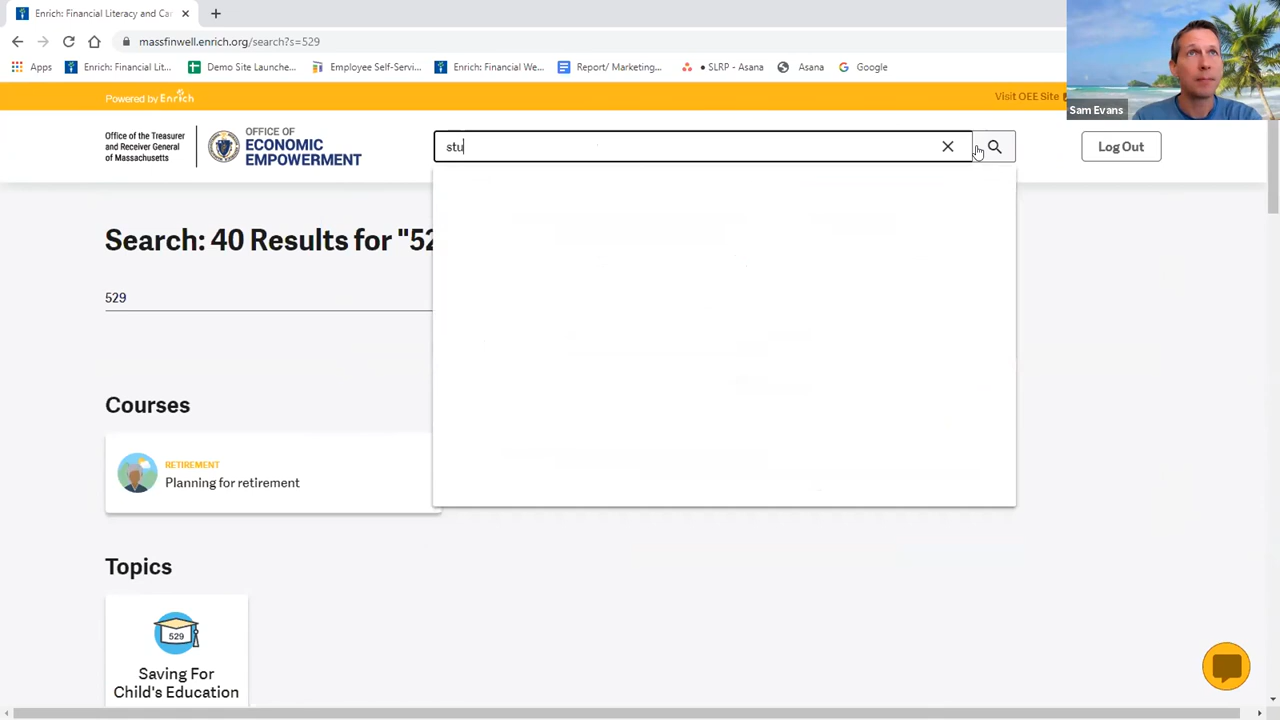 Enrich: Financial Literacy and Ca
massfinwell.enrich.org/search?s=529
Apps
Enrich: Financial Lit...
Demo Site Launche...
Employee Self-Servi...
Enrich: Financial We...
Report/ Marketing...
• SLRP - Asana
Asana
Google
Sam Evans
Powered by Enrich
Visit OEE Site
Office of the Treasurer
and Receiver General
of Massachusetts
OFFICE OF
ECONOMIC
EMPOWERMENT
stu
Log Out
Search: 40 Results for "52
529
Courses
RETIREMENT
Planning for retirement
Topics
529
Saving For
Child's Education